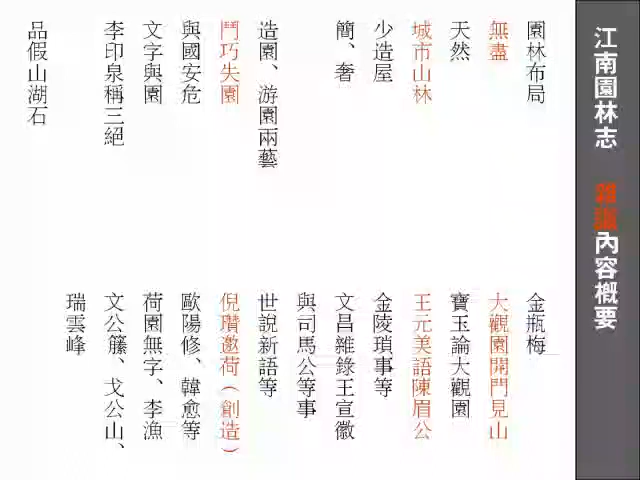 江南園林志 雜識內容概要
園林布局
無盡
天然
城市山林
少造屋
簡、奢
造園、游園兩藝
鬥巧失園
與國安危
文字與園
李印泉稱三絕
品假山湖石
金瓶梅
大觀園開門見山
寶玉論大觀園
王元美語陳眉公
金陵瑣事等
文昌雜錄王宣徽
與司馬公等事
世說新語等
倪瓚邀荷（創造）
歐陽修、韓愈等
荷園無字、李漁
文公籐、戈公山、
瑞雲峰